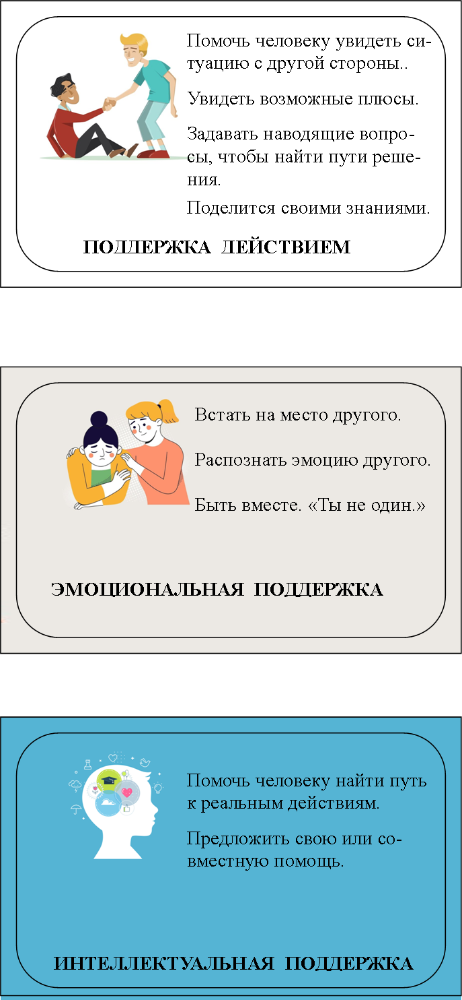 Помочь человеку увидеть си-
туацию с другой стороны..
Увидеть возможные плюсы.
Задавать наводящие вопро-
сы, чтобы найти пути реше-
ния.
Поделится своими знаниями.
ПОДДЕРЖКА ДЕЙСТВИЕМ
Встать на место другого.
Распознать эмоцию другого.
Быть вместе. «Ты не один.»
ЭМОЦИОНАЛЬНАЯ ПОДДЕРЖКА
Помочь человеку найти путь
к реальным действиям.
Предложить свою или со-
вместную помощь.
ИНТЕЛЛЕКТУАЛЬНАЯ ПОДДЕРЖКА